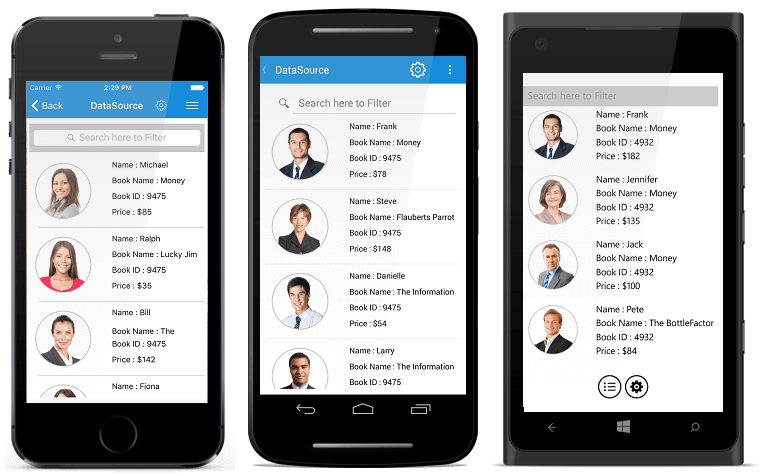 Carrier 2:29 PM
Back DataSource
Search here to Filter
Name : Michael
Book Name : Money
Book ID : 9475
Price : $85
Name : Ralph
Book Name : Lucky Jim
Book ID : 9475
Price : $35
Name : Bill
Book Name : The
Book ID : 9475
Price : $142
Name : Fiona
DataSource
Search here to Filter
Name : Frank
Book Name : Money
Book ID : 9475
Price : $78
Name : Steve
Book Name : Flauberts Parrot
Book ID : 9475
Price : $148
Name : Danielle
Book Name : The Information
Book ID : 9475
Price : $54
Name : Larry
Book Name : The Information
Book ID : 9475
Search here to Filter
Name : Frank
Book Name : Money
Book ID : 4932
Price : $182
Name : Jennifer
Book Name : Money
Book ID : 4932
Price : $135
Name : Jack
Book Name : Money
Book ID : 4932
Price : $100
Name : Pete
Book Name : The BottleFactor
Book ID : 4932
Price : $84